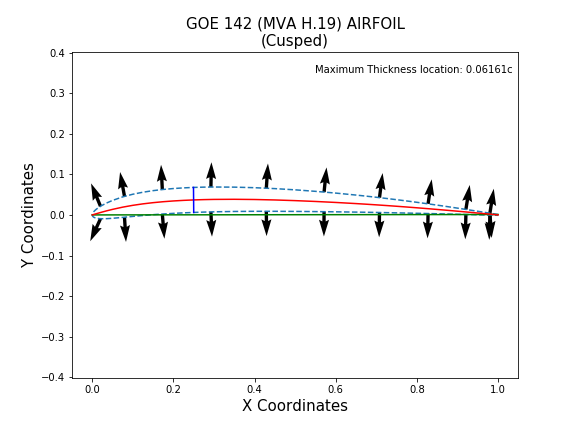 GOE 142 (MVA H.19) AIRFOIL
(Cusped)
Maximum Thickness location: 0.06161c
0.4
0.3
0.2
0.1
0.0
−0.1
−0.2
−0.3
−0.4
Y Coordinates
0.0 0.2 0.4 0.6 0.8 1.0
X Coordinates